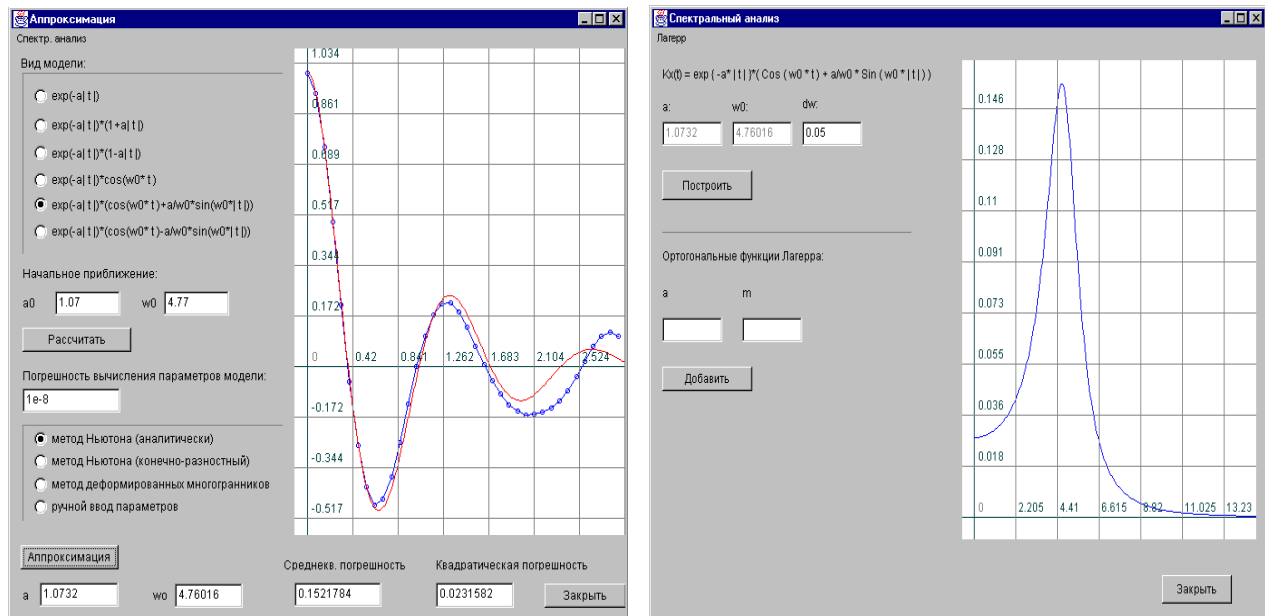 Аппроксимация
Спектр. анализ
Вид модели:
exp(-a| t |)
exp(-a| t |)*(1+a| t |)
exp(-a| t |)*(1-a| t |)
exp(-a| t |)*cos(w0* t )
exp(-a| t |)*(cos(w0* t )+a/w0*sin(w0*| t |))
exp(-a| t |)*(cos(w0* t )-a/w0*sin(w0*| t |))
Начальное приближение:
a0 1.07 w0 4.77
Рассчитать
Погрешность вычисления параметров модели:
1e-8
метод Ньютона (аналитически)
метод Ньютона (конечно-разностный)
метод деформированных многогранников
ручной ввод параметров
Аппроксимация
a 1.0732 wo 4.76016
1.034
0.861
0.689
0.517
0.344
0.172
0 0.42 0.841 1.262 1.683 2.104 2.524
-0.172
-0.344
-0.517
Среднекв. погрешность Квадратическая погрешность
0.1521784 0.0231582 Закрыть
Спектральный анализ
Лагерр
Kx(t) = exp ( -a* | t | )*( Cos ( w0 * t ) + a/w0 * Sin ( w0 * | t | ) )
a: w0: dw:
1.0732 4.76016 0.05
Построить
Ортогональные функции Лагерра:
a m
Добавить
0.146
0.128
0.11
0.091
0.073
0.055
0.036
0.018
0 2.205 4.41 6.615 8.82 11.025 13.23
Закрыть